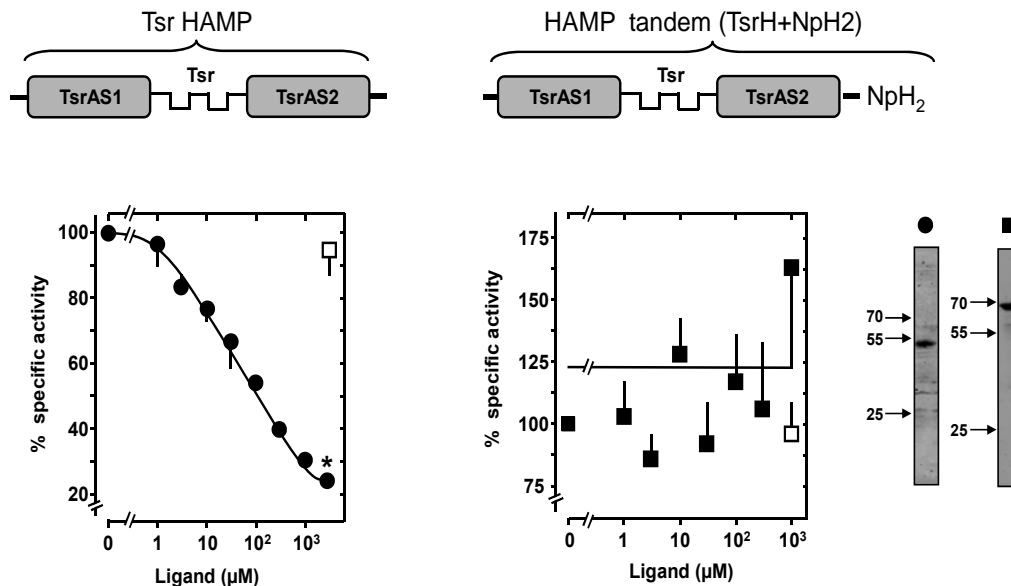 Tsr HAMP
TsrAS1
Tsr
TsrAS2
HAMP tandem (TsrH+NpH2)
TsrAS1
Tsr
TsrAS2
NpH₂
% specific activity
100
80
60
40
20
*
0 1 10 10² 10³
Ligand (µM)
% specific activity
175
150
125
100
75
0 1 10 10² 10³
Ligand (µM)
70
55
25
70
55
25